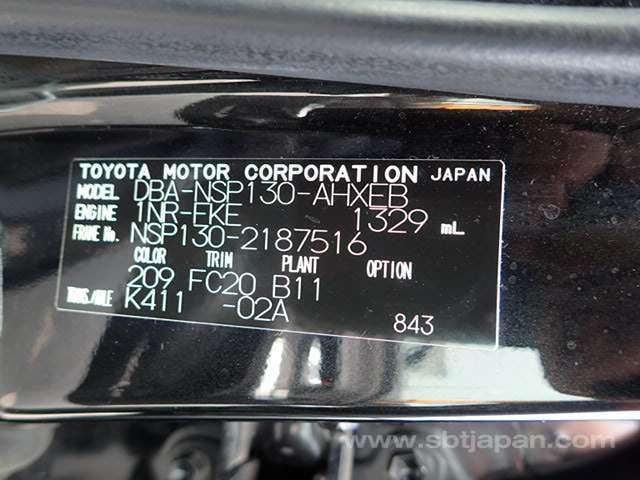 TOYOTA MOTOR CORPORATION JAPAN
MODEL DBA-NSP130-AHXEB
ENGINE 1NR-FKE 1329 mL
FRAME No. NSP130-2187516
COLOR TRIM PLANT OPTION
209 FC20 B11
TRANS./AXLE K411 -02A
843
www.sbtjapan.com